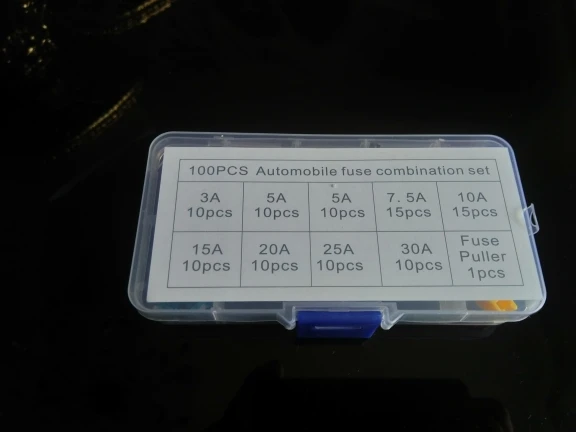 100PCS Automobile fuse combination set
3A 5A 5A 7.5A 10A
10pcs 10pcs 10pcs 15pcs 15pcs
15A 20A 25A 30A Fuse Puller
10pcs 10pcs 10pcs 10pcs 1pcs